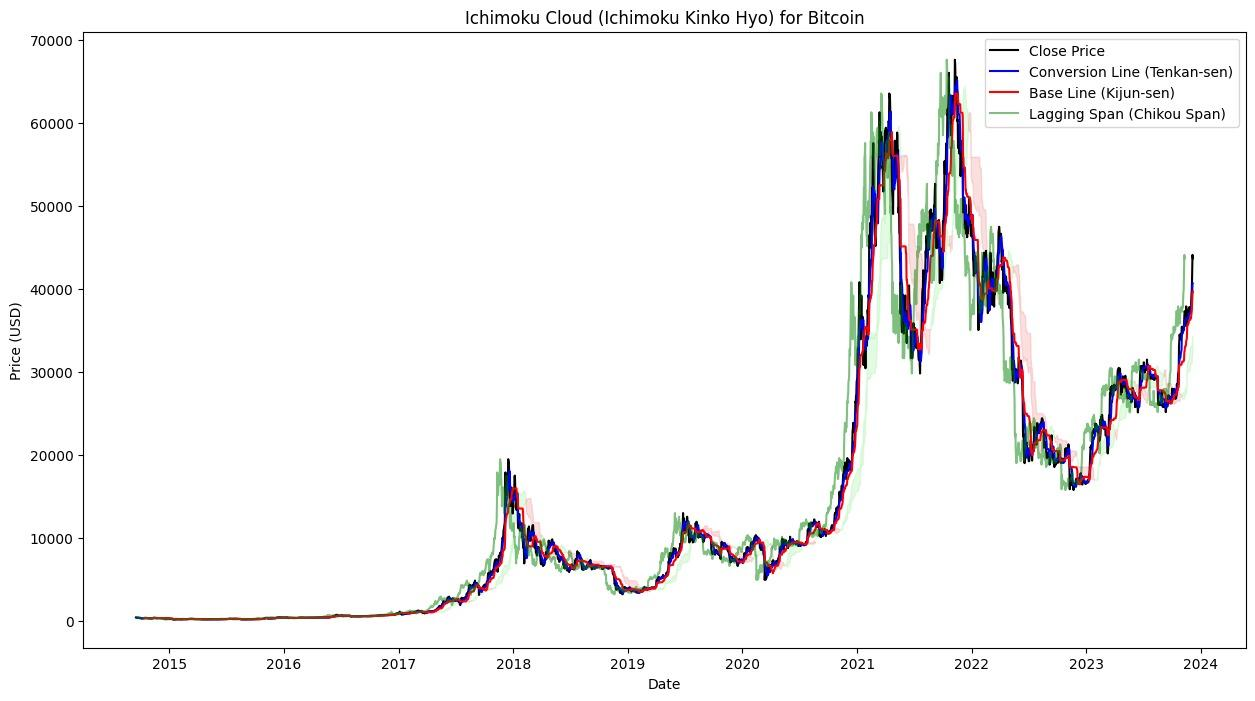 Ichimoku Cloud (Ichimoku Kinko Hyo) for Bitcoin
Close Price
Conversion Line (Tenkan-sen)
Base Line (Kijun-sen)
Lagging Span (Chikou Span)
Price (USD)
70000
60000
50000
40000
30000
20000
10000
0
2015 2016 2017 2018 2019 2020 2021 2022 2023 2024
Date